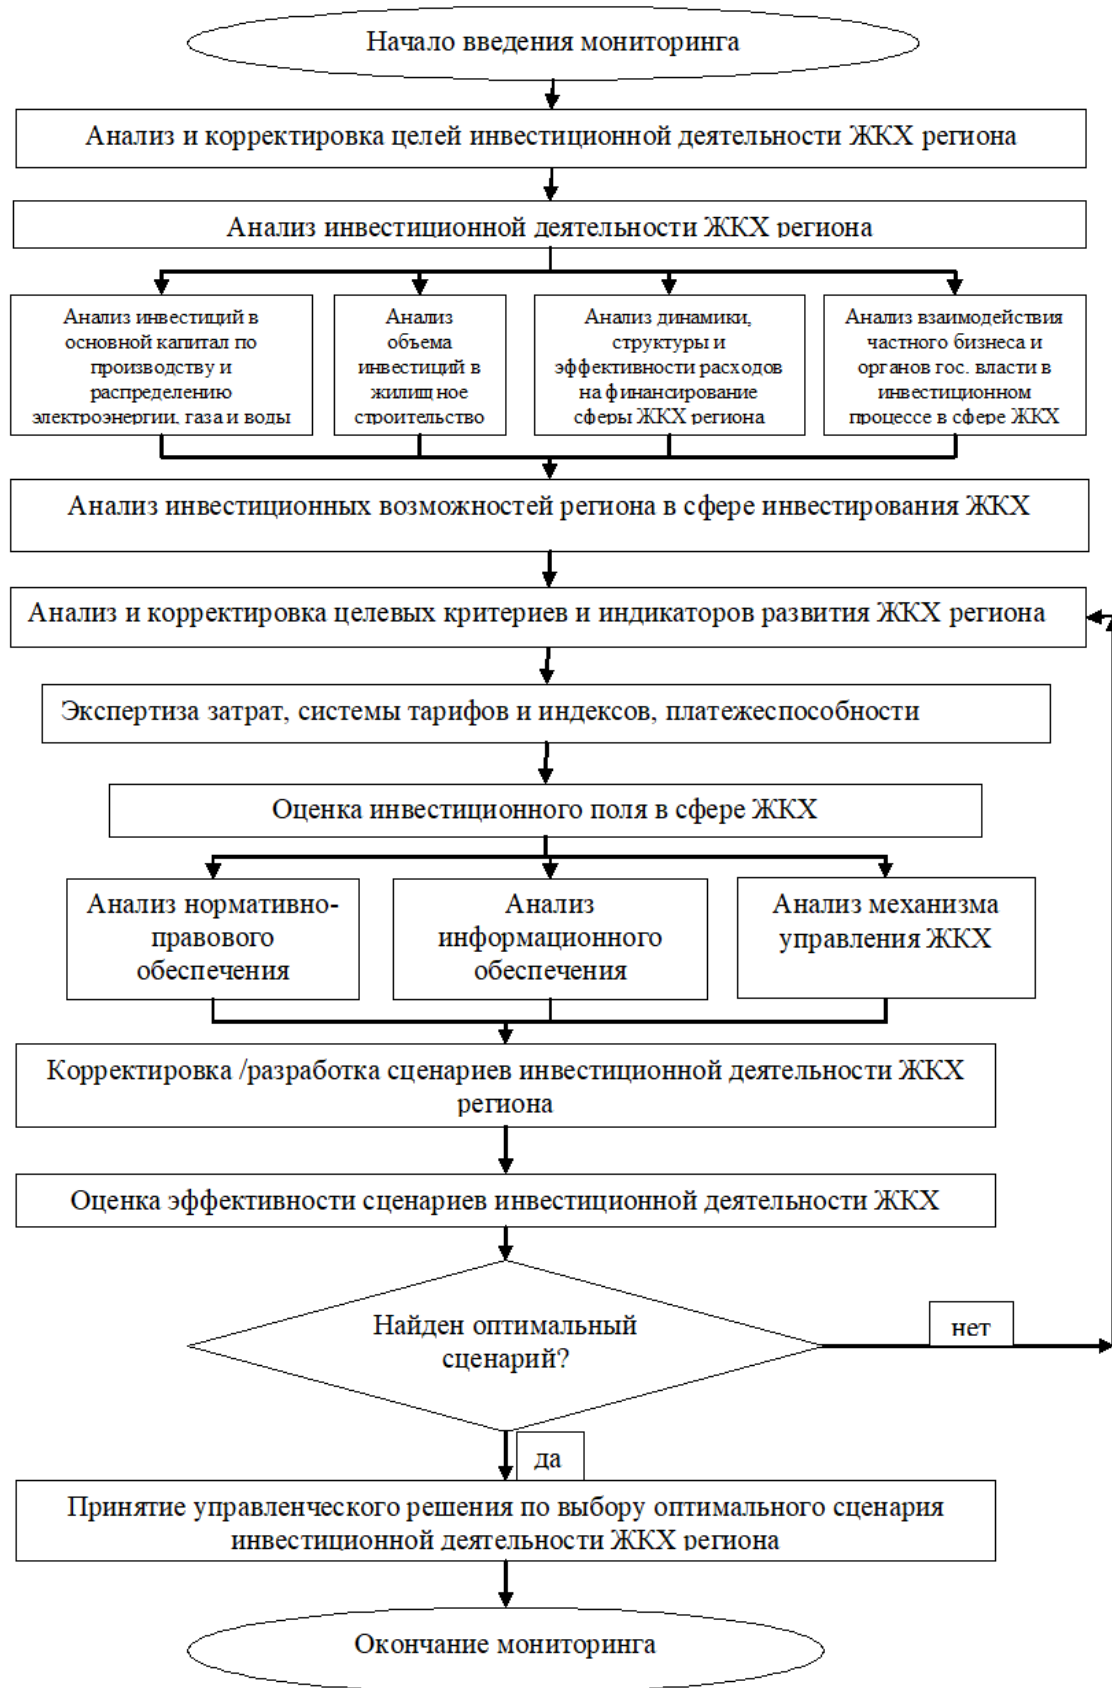 Начало введения мониторинга
Анализ и корректировка целей инвестиционной деятельности ЖКХ региона
Анализ инвестиционной деятельности ЖКХ региона
Анализ инвестиций в
основной капитал по
производству и
распределению
электроэнергии, газа и воды
Анализ
объема
инвестиций в
жилищное
строительство
Анализ динамики,
структуры и
эффективности расходов
на финансирование
сферы ЖКХ региона
Анализ взаимодействия
частного бизнеса и
органов гос. власти в
инвестиционном
процессе в сфере ЖКХ
Анализ инвестиционных возможностей региона в сфере инвестирования ЖКХ
Анализ и корректировка целевых критериев и индикаторов развития ЖКХ региона
Экспертиза затрат, системы тарифов и индексов, платежеспособности
Оценка инвестиционного поля в сфере ЖКХ
Анализ нормативно-
правового
обеспечения
Анализ
информационного
обеспечения
Анализ механизма
управления ЖКХ
Корректировка /разработка сценариев инвестиционной деятельности ЖКХ
региона
Оценка эффективности сценариев инвестиционной деятельности ЖКХ
Найден оптимальный
сценарий?
нет
да
Принятие управленческого решения по выбору оптимального сценария
инвестиционной деятельности ЖКХ региона
Окончание мониторинга